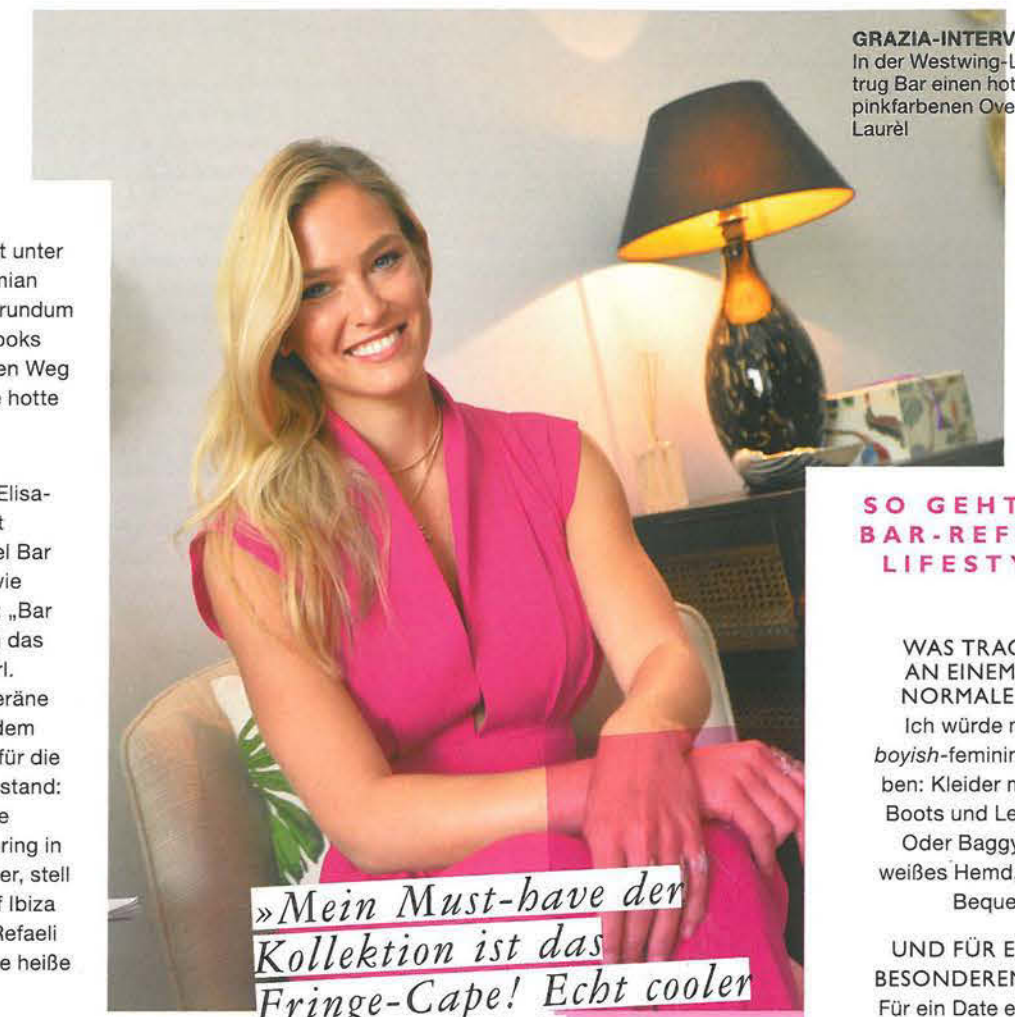 t unter
nian
rundum
ooks
en Weg
e hotte
Elisa-
t
el Bar
vie
: „Bar
das
rl.
eräne
dem
für die
stand:
e
ring in
er, stell
f Ibiza
Refaeli
e heiße
GRAZIA-INTERV
In der Westwing-L
trug Bar einen hot
pinkfarbenen Ove
Laurèl
»Mein Must-have der
Kollektion ist das
Fringe-Cape! Echt cooler
SO GEHT
BAR-REF
LIFESTY
WAS TRAG
AN EINEM
NORMALE
Ich würde m
boyish-feminin
ben: Kleider m
Boots und Le
Oder Baggy
weißes Hemd.
Beque
UND FÜR E
BESONDEREN
Für ein Date e